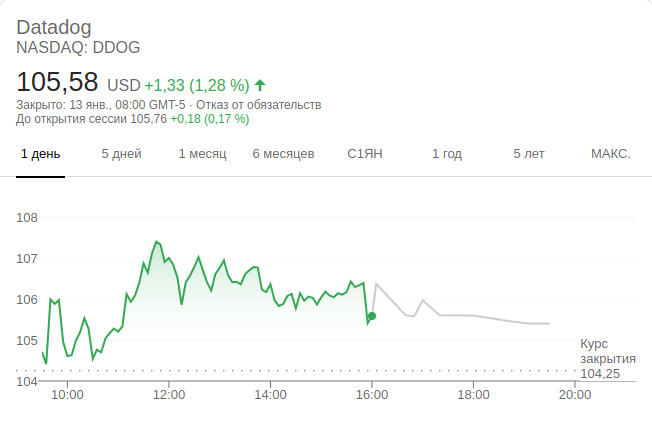 Datadog
NASDAQ: DDOG
105,58 USD +1,33 (1,28 %)
Закрыто: 13 янв., 08:00 GMT-5 · Отказ от обязательств
До открытия сессии 105,76 +0,18 (0,17 %)
1 день 5 дней 1 месяц 6 месяцев С1ЯН 1 год 5 лет МАКС.
108
107
106
105
Курс
закрытия
104,25
104
10:00 12:00 14:00 16:00 18:00 20:00